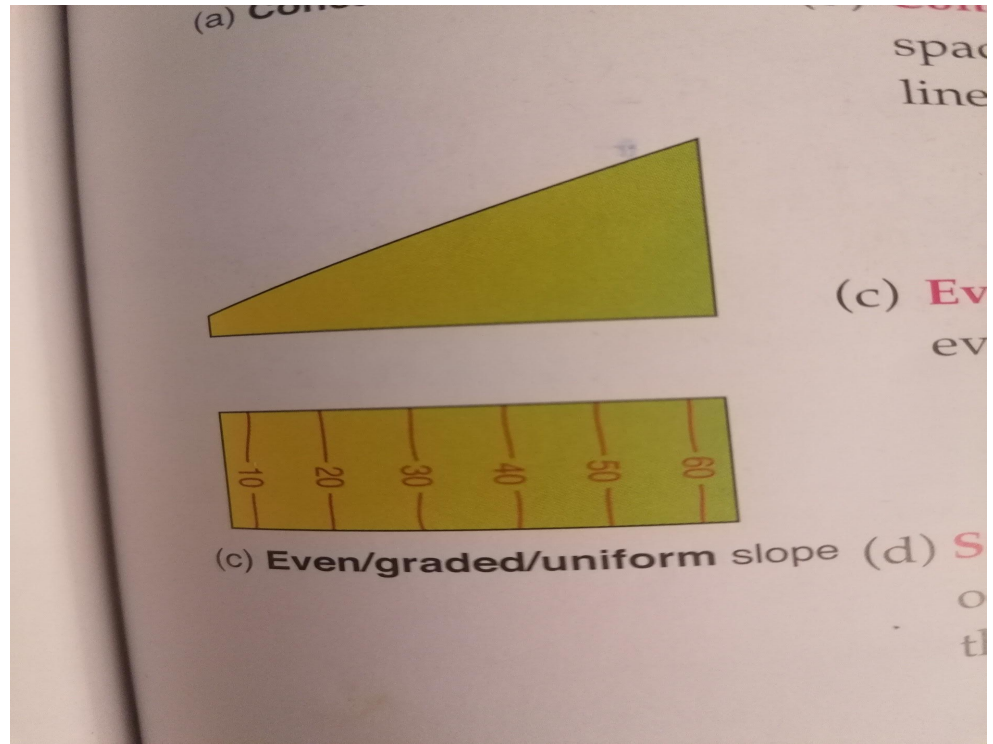 (a)
spac
line
(c) Ev
ev
10 20 30 40 50 60
(c) Even/graded/uniform slope
(d) S
o